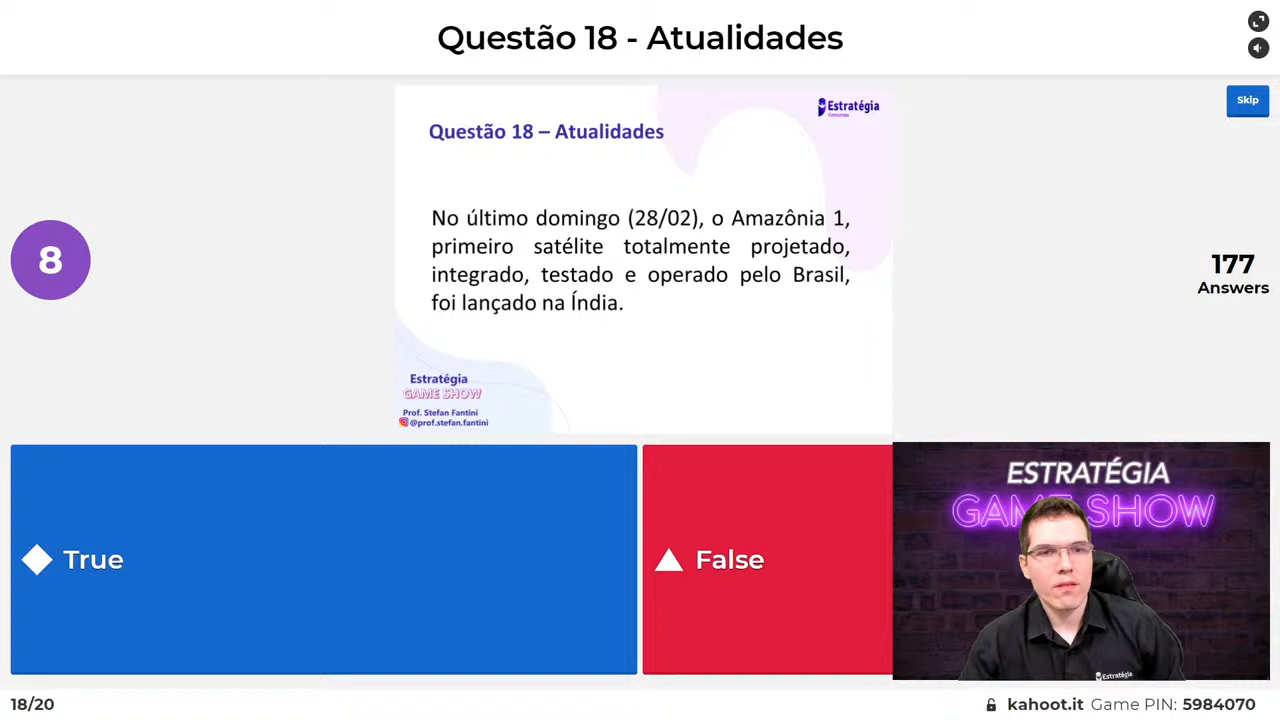 Questão 18 - Atualidades
Skip
Estratégia
Concursos
Questão 18 – Atualidades
No último domingo (28/02), o Amazônia 1,
primeiro satélite totalmente projetado,
integrado, testado e operado pelo Brasil,
foi lançado na Índia.
8
177
Answers
Estratégia
GAME SHOW
Prof. Stefan Fantini
@prof.stefan.fantini
True
False
ESTRATÉGIA
GAME SHOW
Estratégia
18/20
kahoot.it Game PIN: 5984070